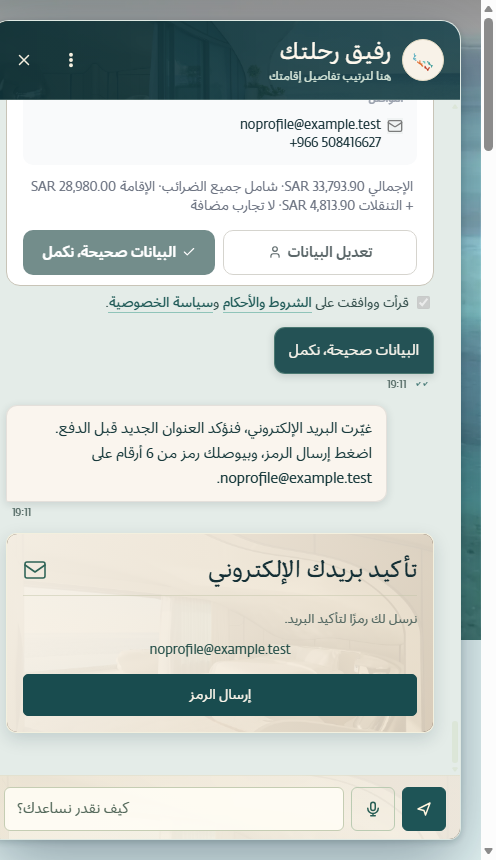 رفيق رحلتك
هنا لترتيب تفاصيل إقامتك
noprofile@example.test
+966 508416627
الإجمالي SAR 33,793.90· شامل جميع الضرائب· الإقامة SAR 28,980.00
+ التنقلات SAR 4,813.90· لا تجارب مضافة
تعديل البيانات
البيانات صحيحة، نكمل
قرأت ووافقت على الشروط والأحكام وسياسة الخصوصية.
البيانات صحيحة، نكمل
19:11
غيّرت البريد الإلكتروني، فنؤكد العنوان الجديد قبل الدفع.
اضغط إرسال الرمز، وبيوصلك رمز من 6 أرقام على
noprofile@example.test.
19:11
تأكيد بريدك الإلكتروني
نرسل لك رمزًا لتأكيد البريد.
noprofile@example.test
إرسال الرمز
كيف نقدر نساعدك؟